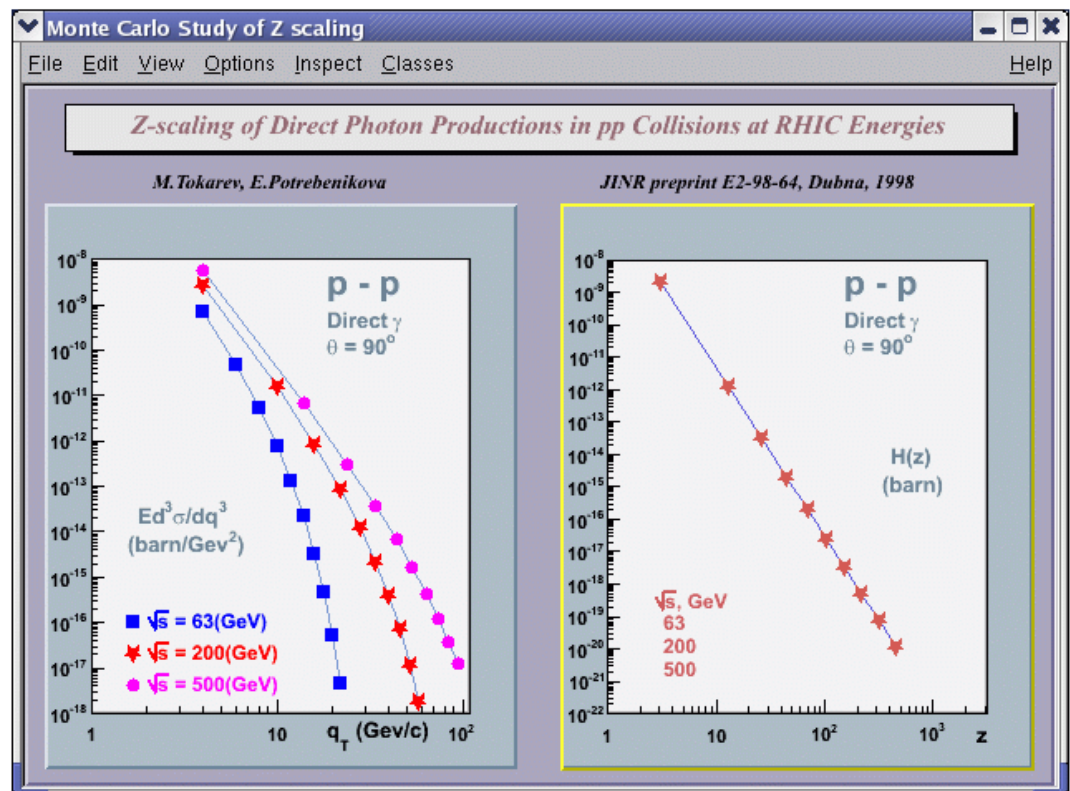 Monte Carlo Study of Z scaling
File Edit View Options Inspect Classes Help
Z-scaling of Direct Photon Productions in pp Collisions at RHIC Energies
M.Tokarev, E.Potrebenikova
JINR preprint E2-98-64, Dubna, 1998
10⁻⁸
10⁻⁹
10⁻¹⁰
10⁻¹¹
10⁻¹²
10⁻¹³
10⁻¹⁴
10⁻¹⁵
10⁻¹⁶
10⁻¹⁷
10⁻¹⁸
p - p
Direct γ
θ = 90°
Ed³σ/dq³
(barn/Gev²)
√s = 63(GeV)
√s = 200(GeV)
√s = 500(GeV)
1 10 10²
q_T (Gev/c)
10⁻⁸
10⁻⁹
10⁻¹⁰
10⁻¹¹
10⁻¹²
10⁻¹³
10⁻¹⁴
10⁻¹⁵
10⁻¹⁶
10⁻¹⁷
10⁻¹⁸
10⁻¹⁹
10⁻²⁰
10⁻²¹
10⁻²²
p - p
Direct γ
θ = 90°
H(z)
(barn)
√s, GeV
63
200
500
1 10 10² 10³ z